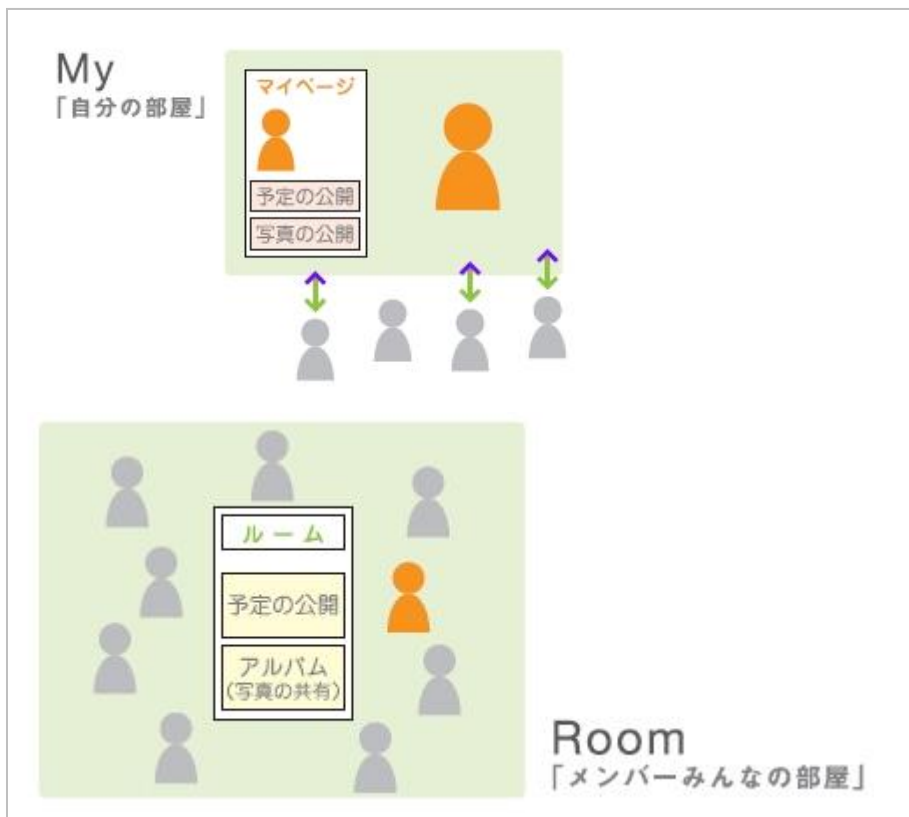 My
「自分の部屋」
マイページ
予定の公開
写真の公開
ルーム
予定の公開
アルバム
(写真の共有)
Room
「メンバーみんなの部屋」